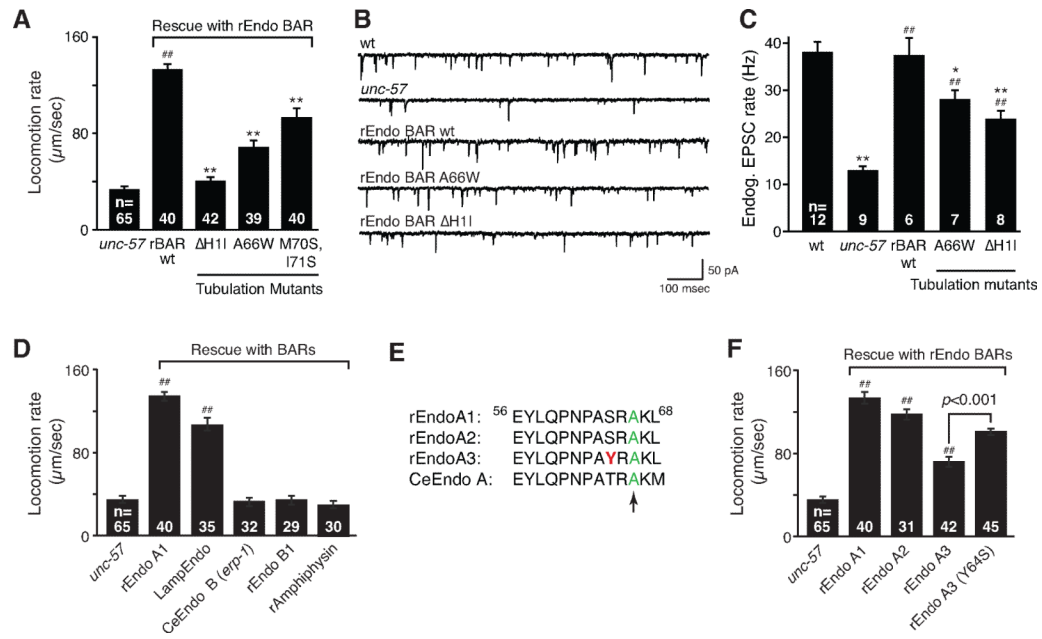 A
Rescue with rEndo BAR
Locomotion rate
(µm/sec)
160
80
0
##
**
**
**
n=
65
40
42
39
40
unc-57
rBAR
wt
ΔH1I
A66W
M70S,
I71S
Tubulation Mutants
B
wt
unc-57
rEndo BAR wt
rEndo BAR A66W
rEndo BAR ΔH1I
50 pA
100 msec
C
Endog. EPSC rate (Hz)
40
30
20
10
0
**
##
*
##
**
##
n=
12
9
6
7
8
wt
unc-57
rBAR
wt
A66W
ΔH1I
Tubulation mutants
D
Rescue with BARs
Locomotion rate
(µm/sec)
160
80
0
##
##
n=
65
40
35
32
29
30
unc-57
rEndo A1
LampEndo
CeEndo B (erp-1)
rEndo B1
rAmphiphysin
E
rEndoA1: 56 EYLQPNPASRAKL 68
rEndoA2: EYLQPNPASRAKL
rEndoA3: EYLQPNPAYRAKL
CeEndo A: EYLQPNPATRAKM
F
Rescue with rEndo BARs
Locomotion rate
(µm/sec)
160
80
0
##
##
##
p<0.001
n=
65
40
31
42
45
unc-57
rEndo A1
rEndo A2
rEndo A3
rEndo A3 (Y64S)